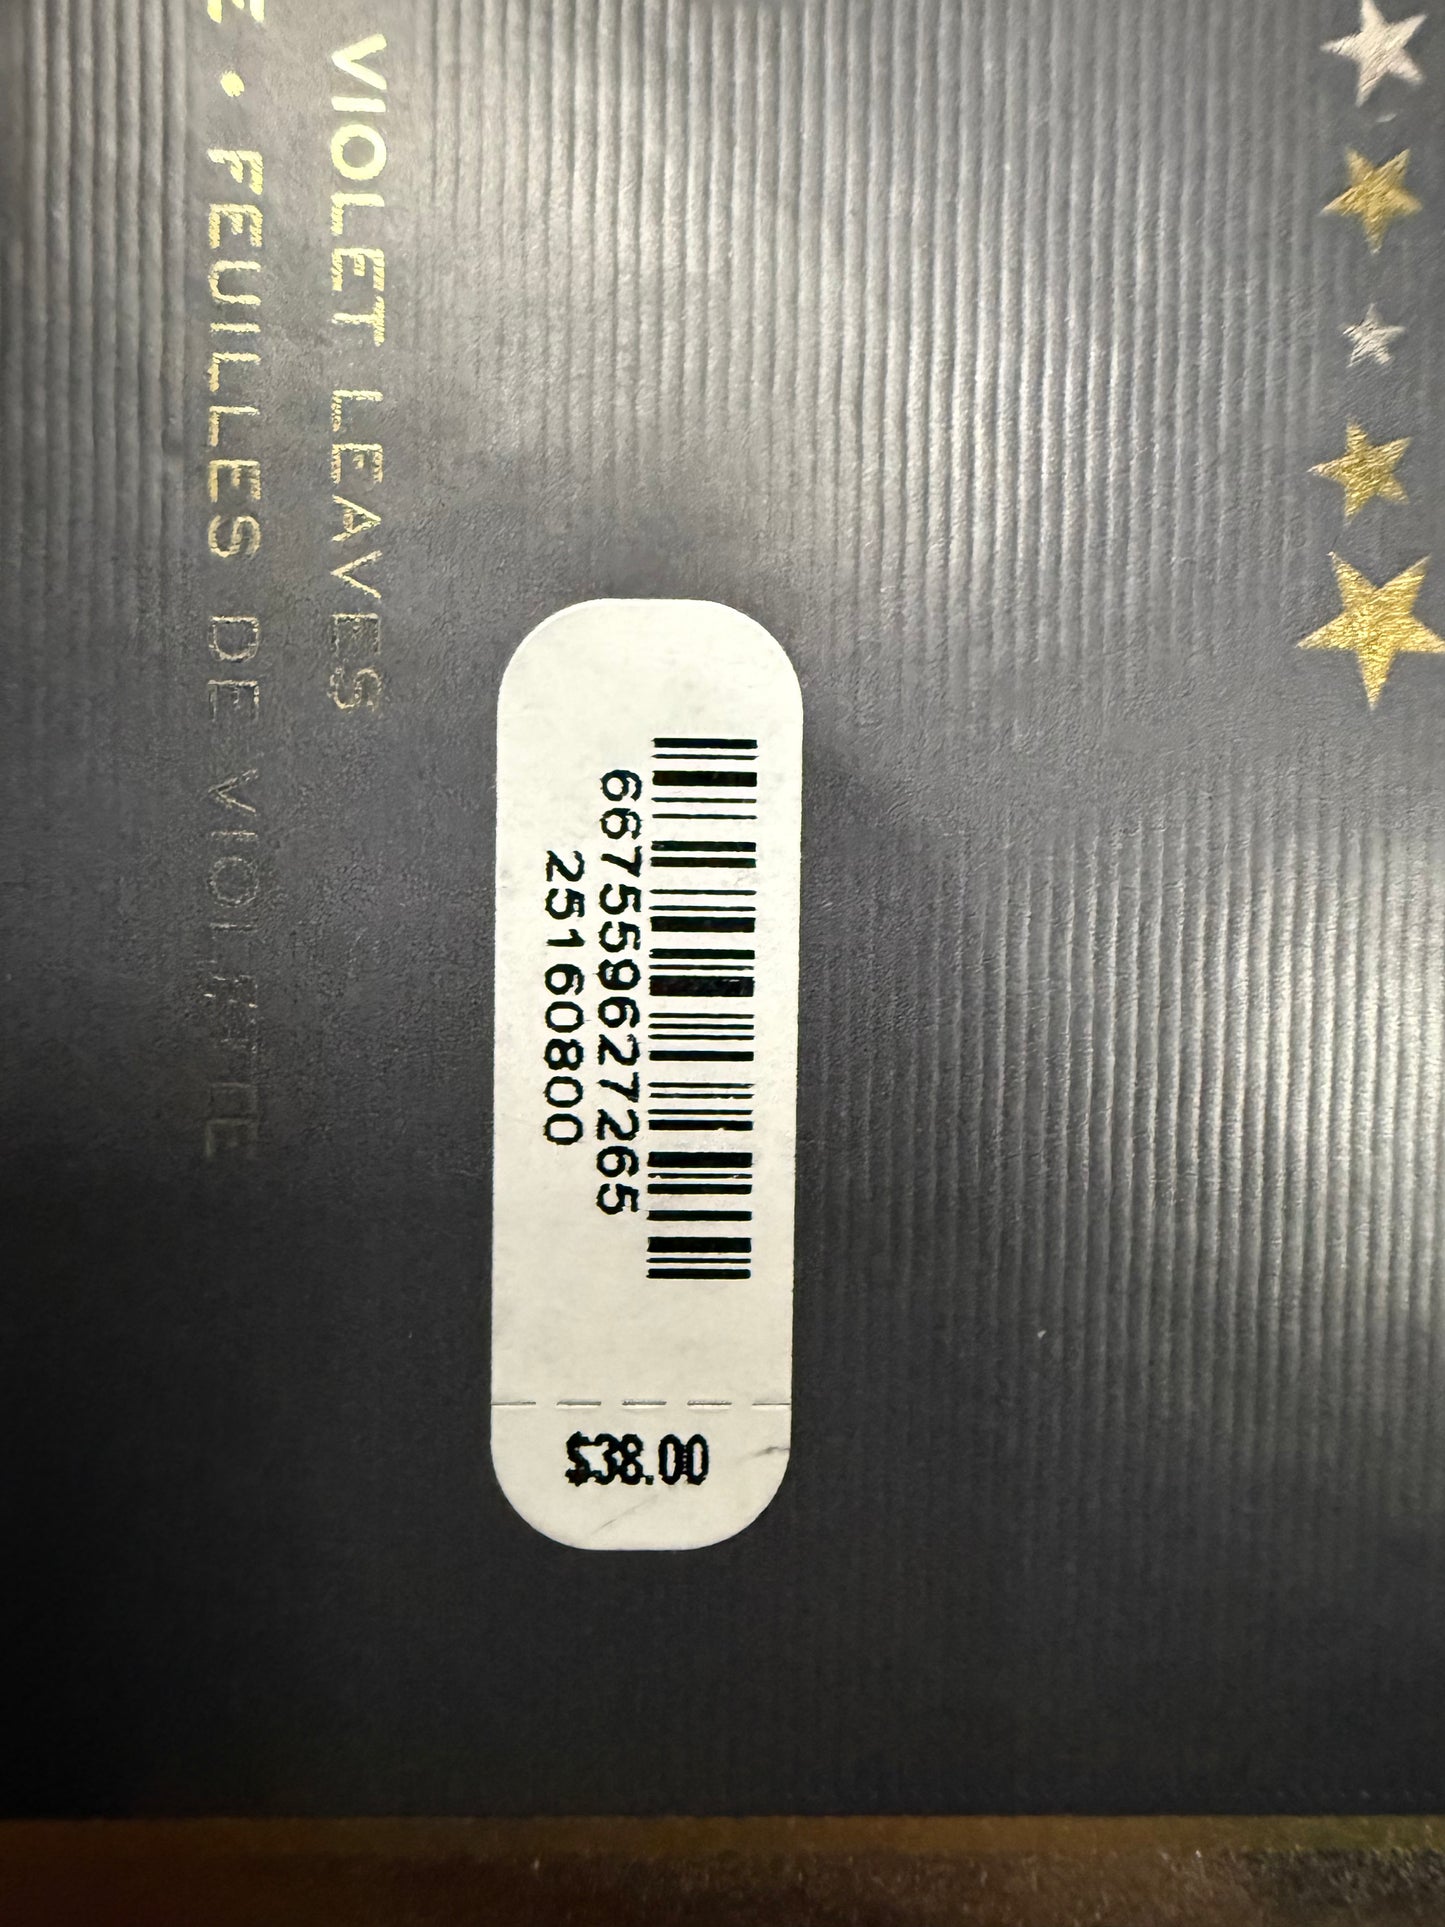 VIOLET LEAVES
E • FEUILLES DE VIOLETTE
667559627265
25160800
$38.00